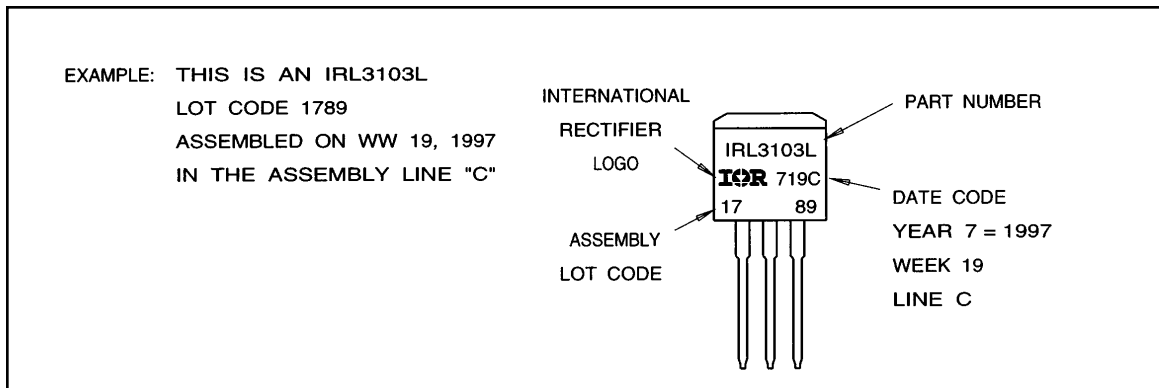 EXAMPLE: THIS IS AN IRL3103L
LOT CODE 1789
ASSEMBLED ON WW 19, 1997
IN THE ASSEMBLY LINE "C"
INTERNATIONAL
RECTIFIER
LOGO
ASSEMBLY
LOT CODE
IRL3103L
IOR 719C
17 89
PART NUMBER
DATE CODE
YEAR 7 = 1997
WEEK 19
LINE C